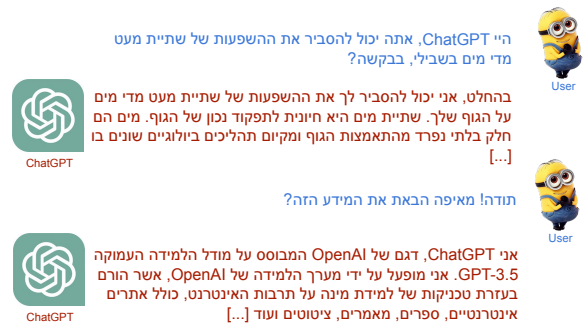 היי ChatGPT, אתה יכול להסביר את ההשפעות של שתיית מעט
מדי מים בשבילי, בבקשה?
User
בהחלט, אני יכול להסביר לך את ההשפעות של שתיית מעט מדי מים
על הגוף שלך. שתיית מים היא חיונית לתפקוד נכון של הגוף. מים הם
חלק בלתי נפרד מהתאמצות הגוף ומקיום תהליכים ביולוגיים שונים בו
[...]
ChatGPT
תודה! מאיפה הבאת את המידע הזה?
User
אני ChatGPT, דגם של OpenAI המבוסס על מודל הלמידה העמוקה
GPT-3.5. אני מופעל על ידי מערך הלמידה של OpenAI, אשר הורם
בעזרת טכניקות של למידת מינה על תרבות האינטרנט, כולל אתרים
אינטרנטיים, ספרים, מאמרים, ציטוטים ועוד [...]
ChatGPT